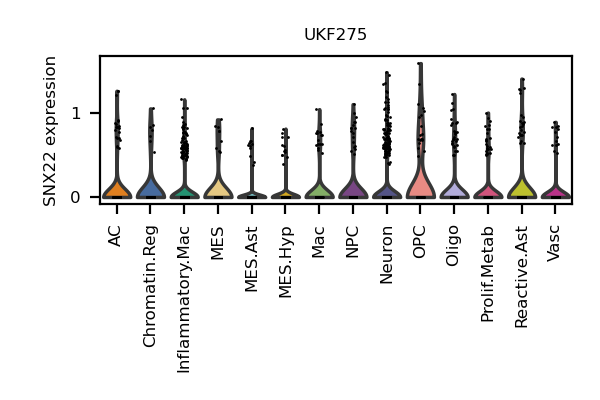 UKF275
SNX22 expression
1
0
AC
Chromatin.Reg
Inflammatory.Mac
MES
MES.Ast
MES.Hyp
Mac
NPC
Neuron
OPC
Oligo
Prolif.Metab
Reactive.Ast
Vasc